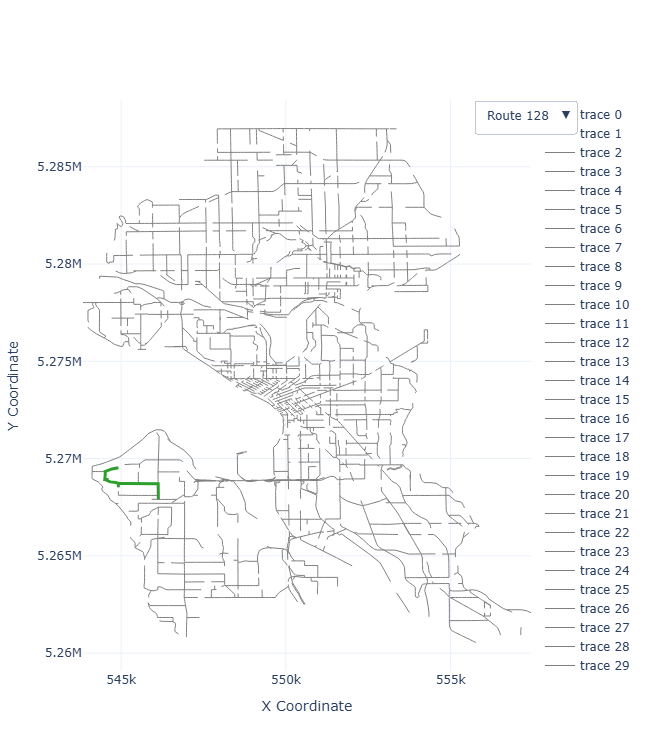 Route 128 ▼
trace 0
trace 1
trace 2
trace 3
trace 4
trace 5
trace 6
trace 7
trace 8
trace 9
trace 10
trace 11
trace 12
trace 13
trace 14
trace 15
trace 16
trace 17
trace 18
trace 19
trace 20
trace 21
trace 22
trace 23
trace 24
trace 25
trace 26
trace 27
trace 28
trace 29
5.285M
5.28M
5.275M
5.27M
5.265M
5.26M
Y Coordinate
545k 550k 555k
X Coordinate